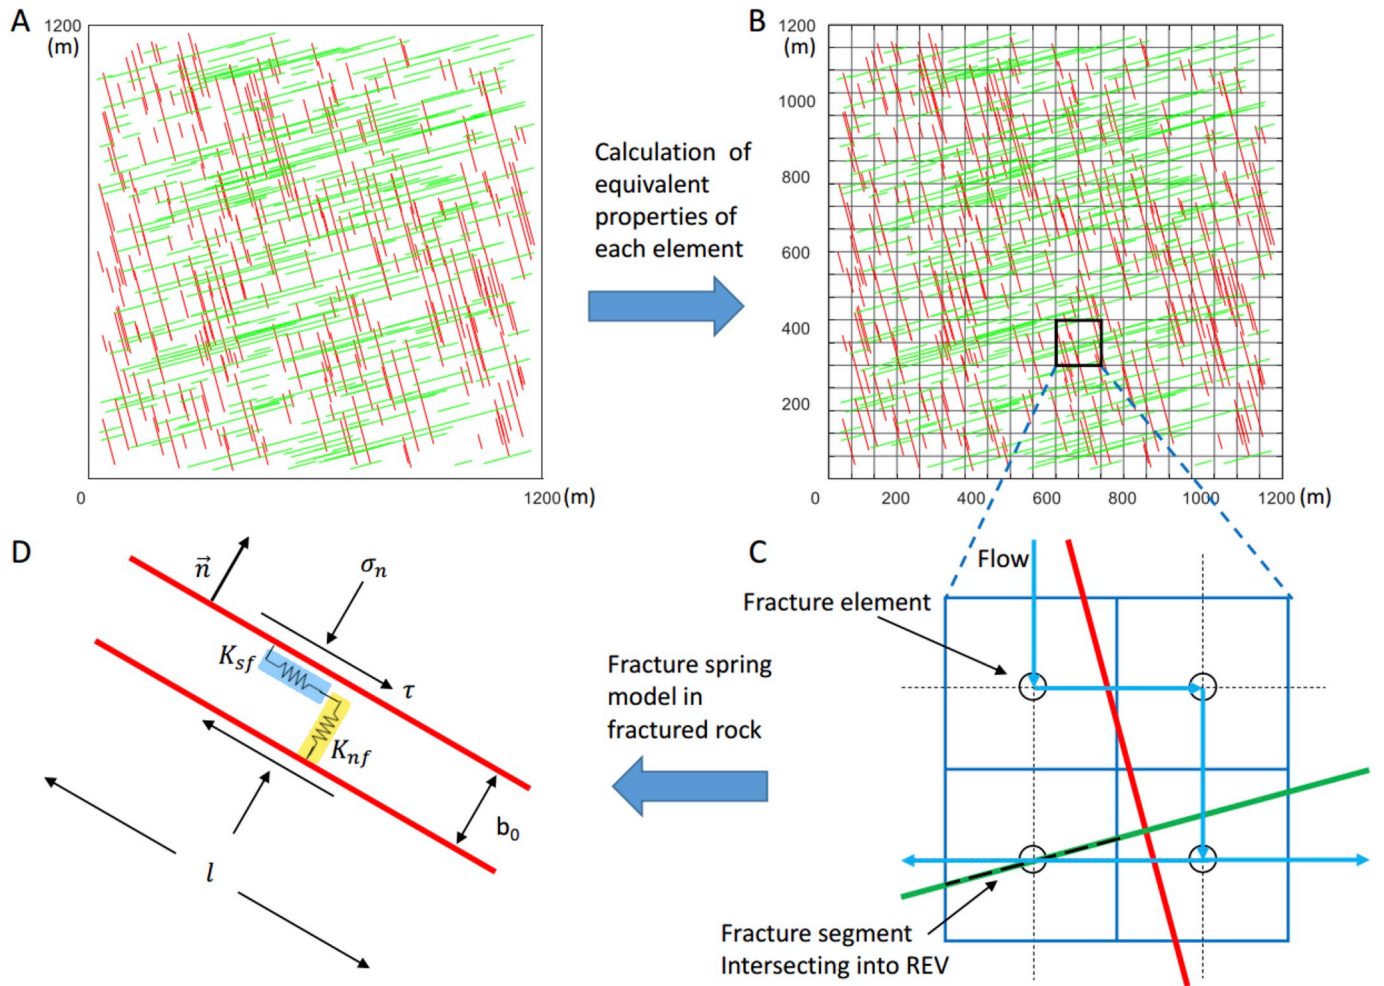 A
1200
(m)
0
1200 (m)
Calculation of
equivalent
properties of
each element
B
1200
(m)
1000
800
600
400
200
0 200 400 600 800 1000 1200 (m)
D
n⃗
σn
Ksf
τ
Knf
b0
l
Fracture spring
model in
fractured rock
C
Flow
Fracture element
Fracture segment
Intersecting into REV